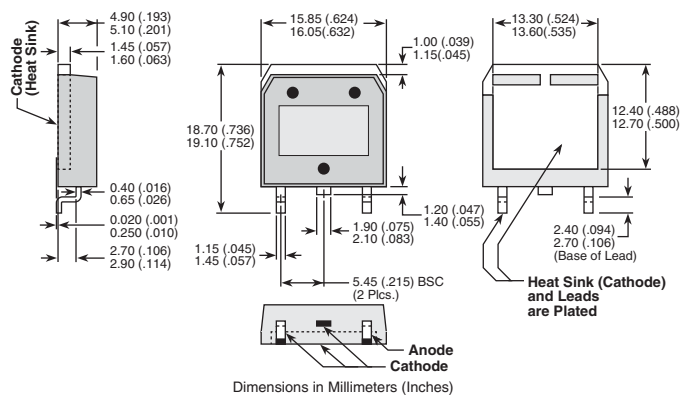 4.90 (.193)
5.10 (.201)
1.45 (.057)
1.60 (.063)
Cathode
(Heat Sink)
0.40 (.016)
0.65 (.026)
0.020 (.001)
0.250 (.010)
2.70 (.106)
2.90 (.114)
15.85 (.624)
16.05(.632)
1.00 (.039)
1.15(.045)
18.70 (.736)
19.10 (.752)
1.20 (.047)
1.40 (.055)
1.90 (.075)
2.10 (.083)
1.15 (.045)
1.45 (.057)
5.45 (.215) BSC
(2 Plcs.)
13.30 (.524)
13.60(.535)
12.40 (.488)
12.70 (.500)
2.40 (.094)
2.70 (.106)
(Base of Lead)
Heat Sink (Cathode)
and Leads
are Plated
Anode
Cathode
Dimensions in Millimeters (Inches)